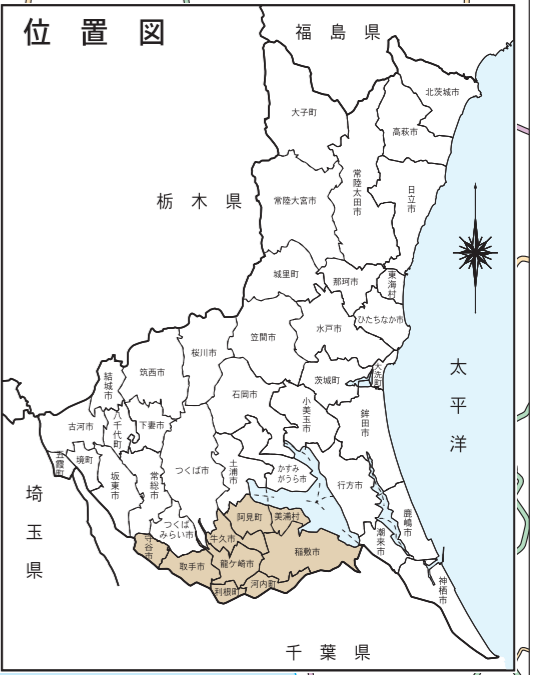 位置図
福島県
北茨城市
大子町
高萩市
常陸太田市
日立市
栃木県
常陸大宮市
城里町
那珂市
東海村
ひたちなか市
水戸市
笠間市
桜川市
筑西市
結城市
茨城町
大洗町
太平洋
石岡市
小美玉市
鉾田市
八千代町
下妻市
古河市
五霞町
境町
坂東市
常総市
つくば市
土浦市
かすみ
がうら市
行方市
埼玉県
つくば
みらい市
阿見町
美浦村
牛久市
守谷市
取手市
龍ケ崎市
稲敷市
利根町
河内町
潮来市
鹿嶋市
神栖市
千葉県